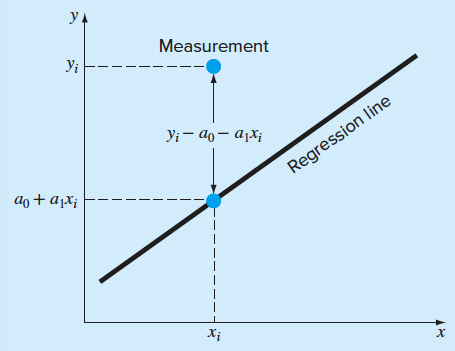 y
Measurement
yᵢ
yᵢ – a₀ – a₁xᵢ
Regression line
a₀ + a₁xᵢ
xᵢ
x